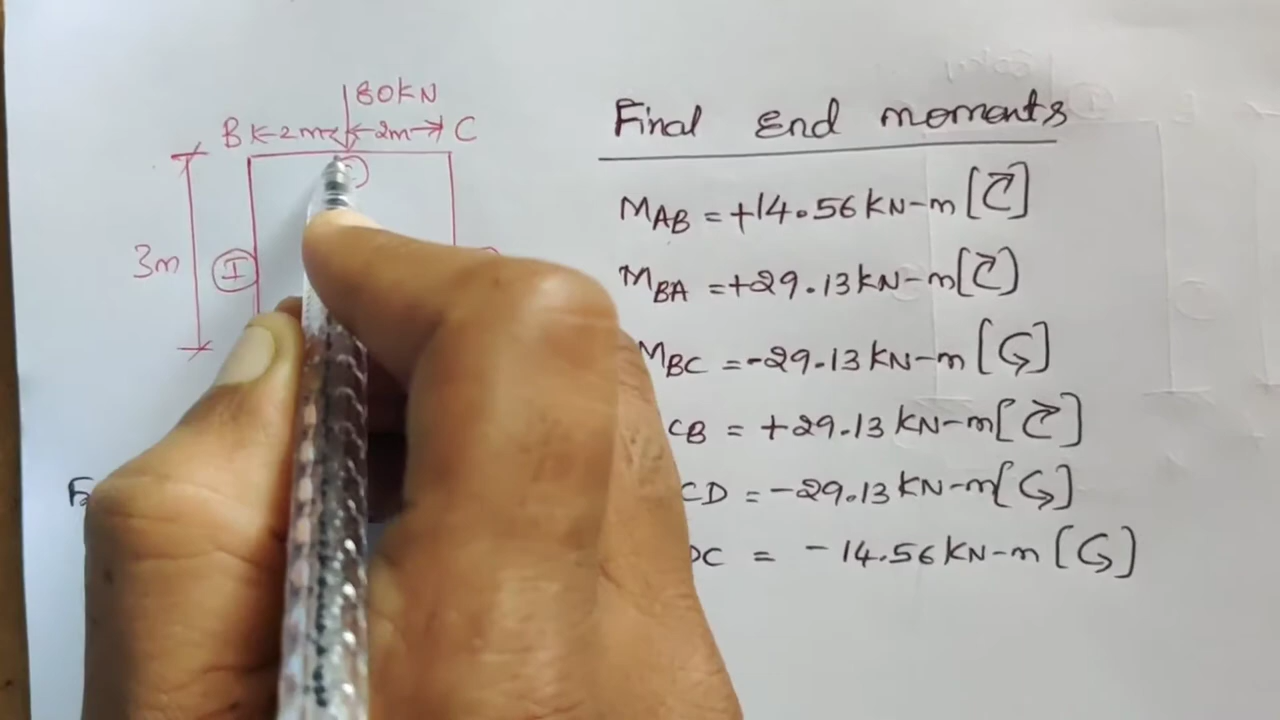 80KN
B 2m 2m C
3m
I
Final End moments
MAB = +14.56 KN-m [↻]
MBA = +29.13 KN-m [↻]
MBC = -29.13 KN-m [↺]
CB = +29.13 KN-m [↻]
CD = -29.13 KN-m [↺]
DC = -14.56 KN-m [↺]